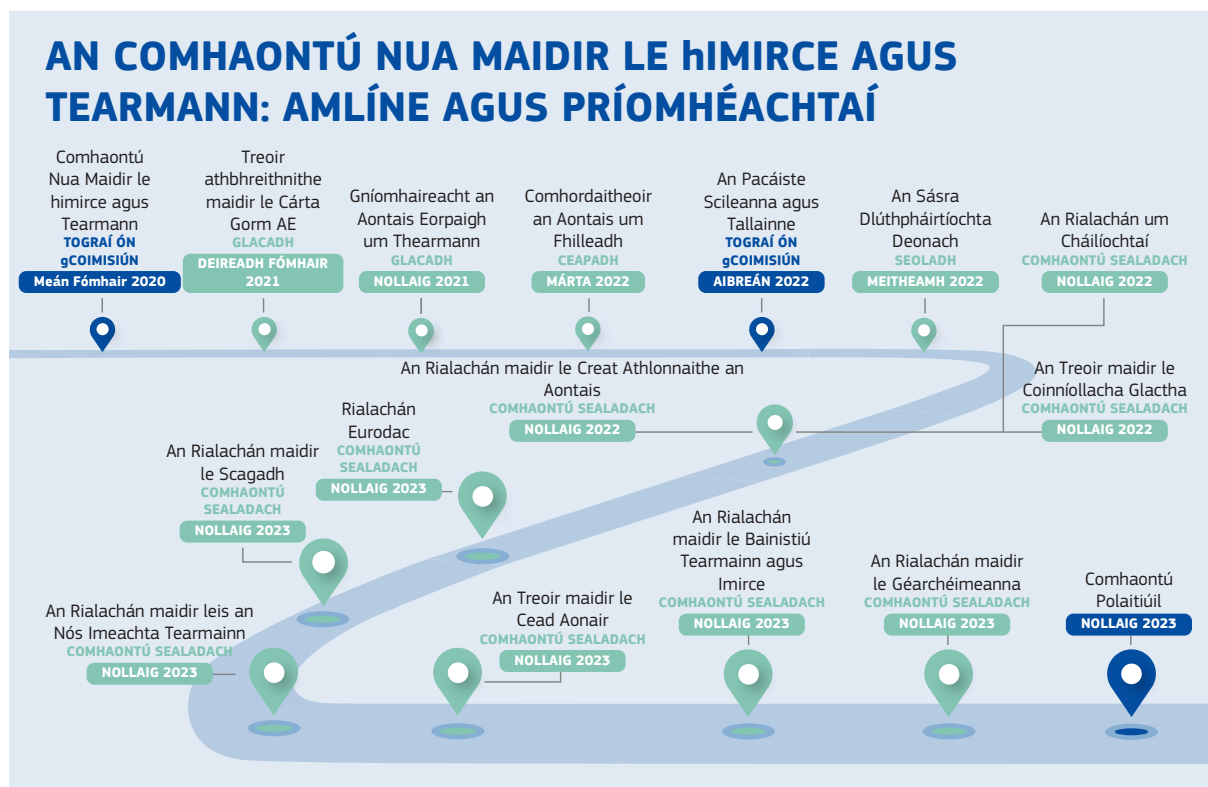 AN COMHAONTÚ NUA MAIDIR LE hIMIRCE AGUS
TEARMANN: AMLÍNE AGUS PRÍOMHÉACHTAÍ
Comhaontú
Nua Maidir le
himirce agus
Tearmann
TOGRAÍ ÓN
gCOIMISIÚN
Meán Fómhair 2020
Treoir
athbhreithnithe
maidir le Cárta
Gorm AE
GLACADH
DEIREADH FÓMHAIR
2021
Gníomhaireacht an
Aontais Eorpaigh
um Thearmann
GLACADH
NOLLAIG 2021
Comhordaitheoir
an Aontais um
Fhilleadh
CEAPADH
MÁRTA 2022
An Pacáiste
Scileanna agus
Tallainne
TOGRAÍ ÓN
gCOIMISIÚN
AIBREÁN 2022
An Sásra
Dlúthpháirtíochta
Deonach
SEOLADH
MEITHEAMH 2022
An Rialachán um
Cháilíochtaí
COMHAONTÚ SEALADACH
NOLLAIG 2022
An Rialachán maidir le Creat Athlonnaithe an
Aontais
COMHAONTÚ SEALADACH
NOLLAIG 2022
An Treoir maidir le
Coinníollacha Glactha
COMHAONTÚ SEALADACH
NOLLAIG 2022
Rialachán
Eurodac
COMHAONTÚ
SEALADACH
NOLLAIG 2023
An Rialachán maidir
le Scagadh
COMHAONTÚ
SEALADACH
NOLLAIG 2023
An Rialachán maidir leis an
Nós Imeachta Tearmainn
COMHAONTÚ SEALADACH
NOLLAIG 2023
An Treoir maidir le
Cead Aonair
COMHAONTÚ SEALADACH
NOLLAIG 2023
An Rialachán
maidir le Bainistiú
Tearmainn agus
Imirce
COMHAONTÚ SEALADACH
NOLLAIG 2023
An Rialachán maidir
le Géarchéimeanna
COMHAONTÚ SEALADACH
NOLLAIG 2023
Comhaontú
Polaitiúil
NOLLAIG 2023